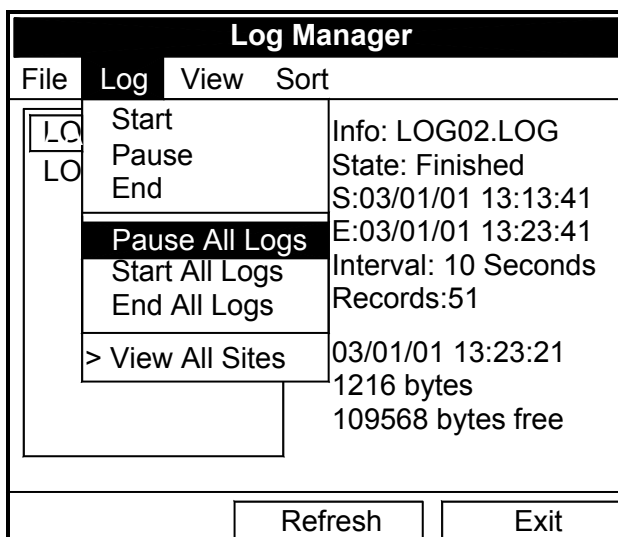 Log Manager
File Log View Sort
LO
LO
Start
Pause
End
Pause All Logs
Start All Logs
End All Logs
> View All Sites
Info: LOG02.LOG
State: Finished
S:03/01/01 13:13:41
E:03/01/01 13:23:41
Interval: 10 Seconds
Records:51
03/01/01 13:23:21
1216 bytes
109568 bytes free
Refresh Exit